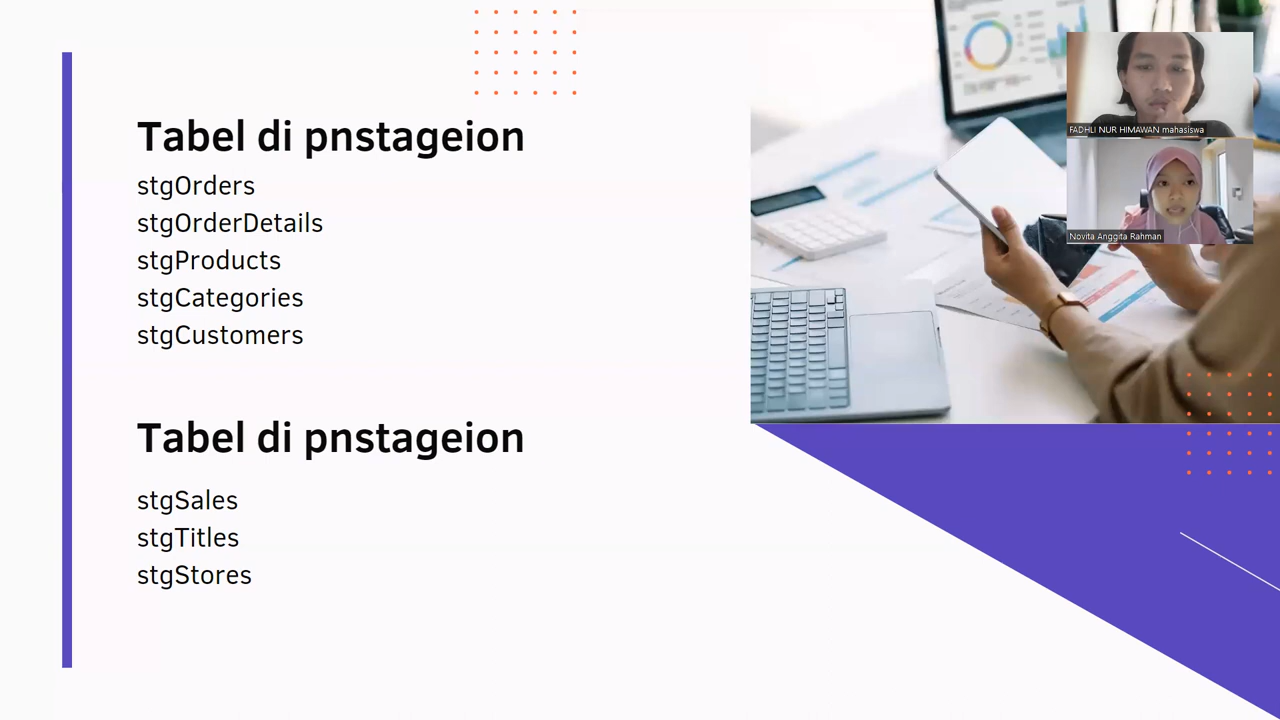 Tabel di pnstageion
stgOrders
stgOrderDetails
stgProducts
stgCategories
stgCustomers
Tabel di pnstageion
stgSales
stgTitles
stgStores
FADHLI NUR HIMAWAN mahasiswa
Novita Anggita Rahman